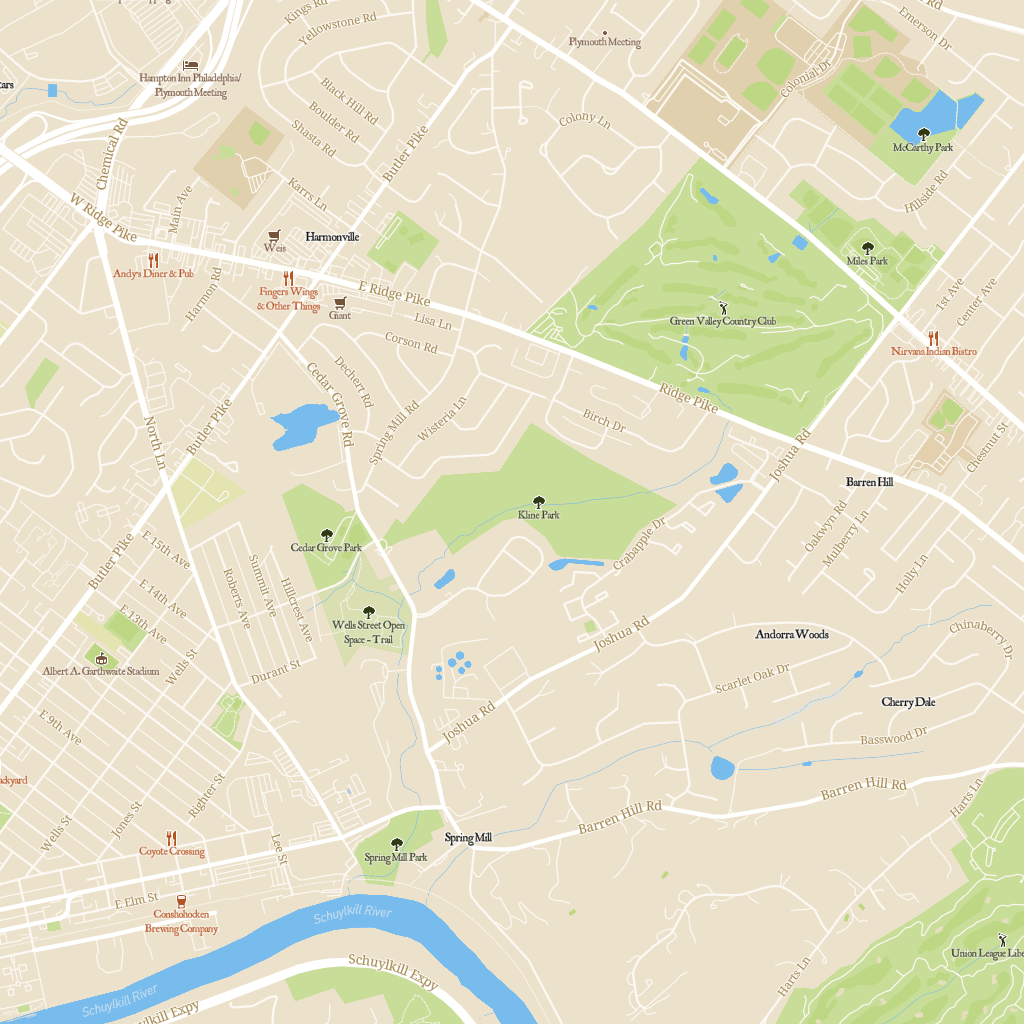 Kings Rd
Yellowstone Rd
Plymouth Meeting
Emerson Dr
Rd
Colonial Dr
Hampton Inn Philadelphia/
Plymouth Meeting
Black Hill Rd
Boulder Rd
Shasta Rd
Colony Ln
Butler Pike
Chemical Rd
McCarthy Park
Hillside Rd
Karrs Ln
Main Ave
W Ridge Pike
Weis
Harmonville
Miles Park
Andy's Diner & Pub
Harmon Rd
Fingers Wings
& Other Things
Giant
E Ridge Pike
Lisa Ln
Corson Rd
Green Valley Country Club
1st Ave
Center Ave
Nirvana Indian Bistro
Cedar Grove Rd
Dechert Rd
Spring Mill Rd
Wisteria Ln
Birch Dr
Ridge Pike
Joshua Rd
Chestnut St
Barren Hill
North Ln
Butler Pike
Kline Park
Cedar Grove Park
Crabapple Dr
Oakwyn Rd
Mulberry Ln
Holly Ln
Butler Pike
E 15th Ave
E 14th Ave
E 13th Ave
Roberts Ave
Summit Ave
Hillcrest Ave
Wells Street Open
Space - Trail
Joshua Rd
Andorra Woods
Chinaberry Dr
Albert A. Garthwaite Stadium
Wells St
Durant St
Scarlet Oak Dr
Cherry Dale
E 9th Ave
Joshua Rd
Basswood Dr
Righter St
Jones St
Wells St
Barren Hill Rd
Barren Hill Rd
Harts Ln
Coyote Crossing
Lee St
Spring Mill
Spring Mill Park
E Elm St
Conshohocken
Brewing Company
Schuylkill River
Schuylkill Expy
Schuylkill River
Harts Ln
Union League Libe
ylkill Expy